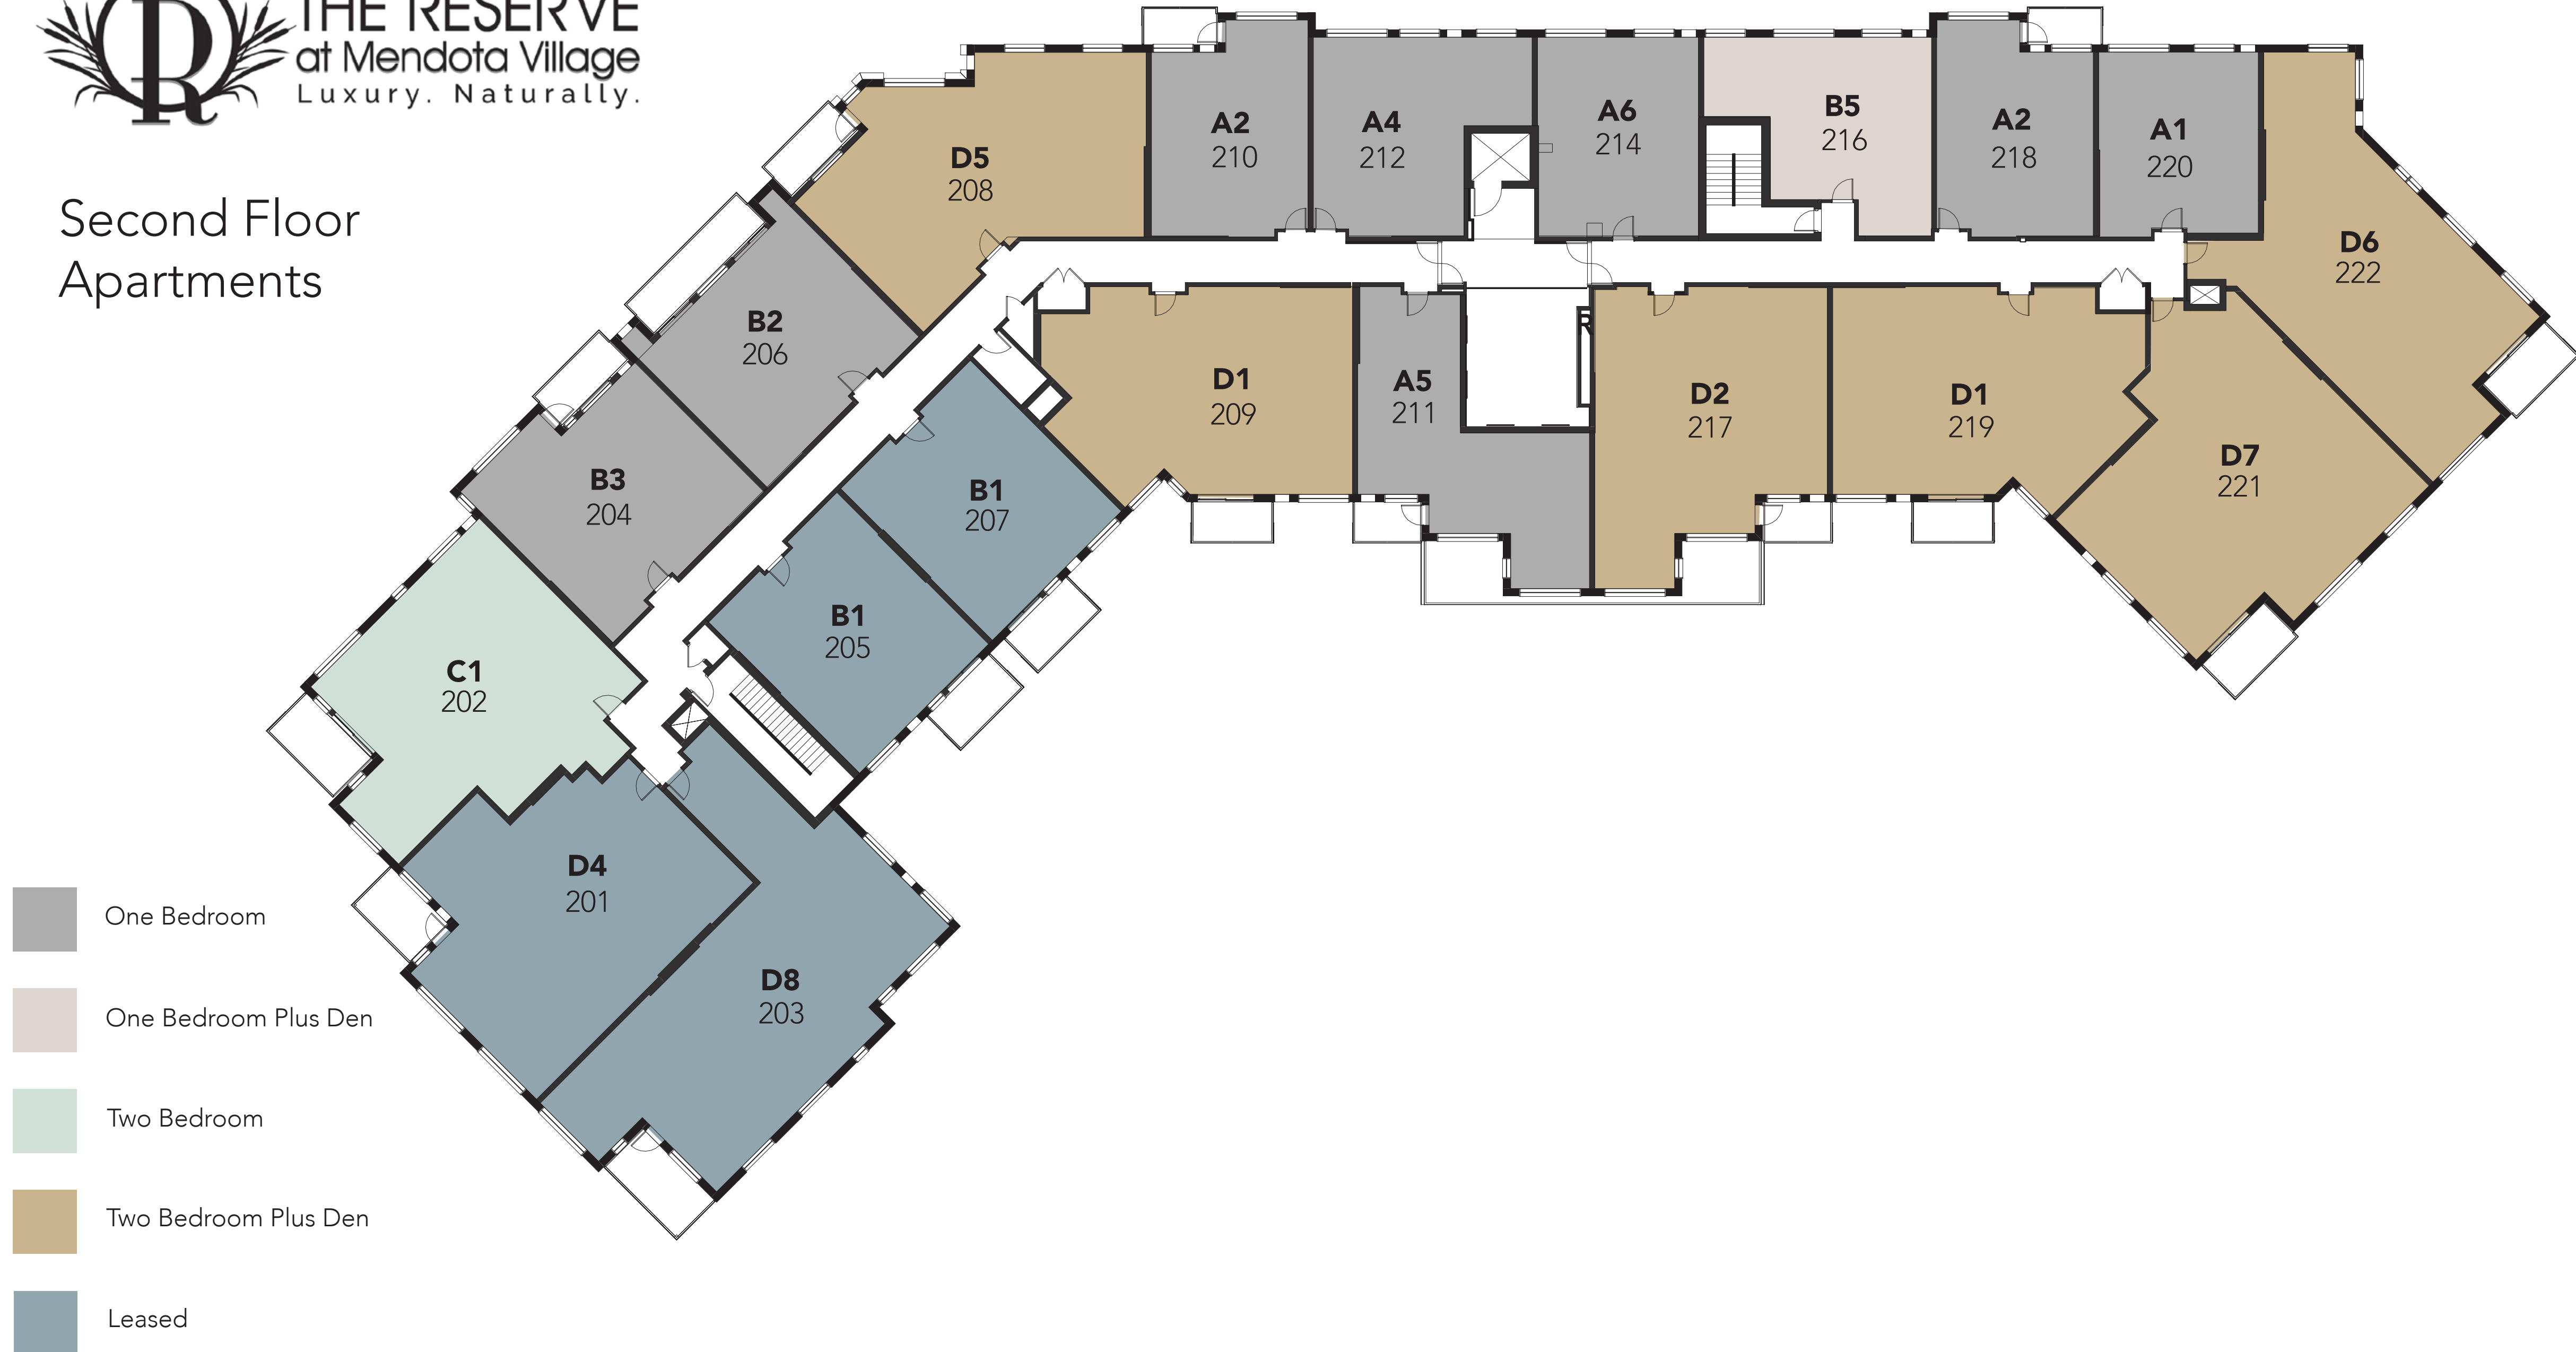 THE RESERVE
at Mendota Village
Luxury. Naturally.
R
Second Floor
Apartments
A2
210
A4
212
A6
214
B5
216
A2
218
A1
220
D5
208
D6
222
B2
206
R
D1
209
A5
211
D2
217
D1
219
D7
221
B3
204
B1
207
B1
205
C1
202
D4
201
D8
203
One Bedroom
One Bedroom Plus Den
Two Bedroom
Two Bedroom Plus Den
Leased